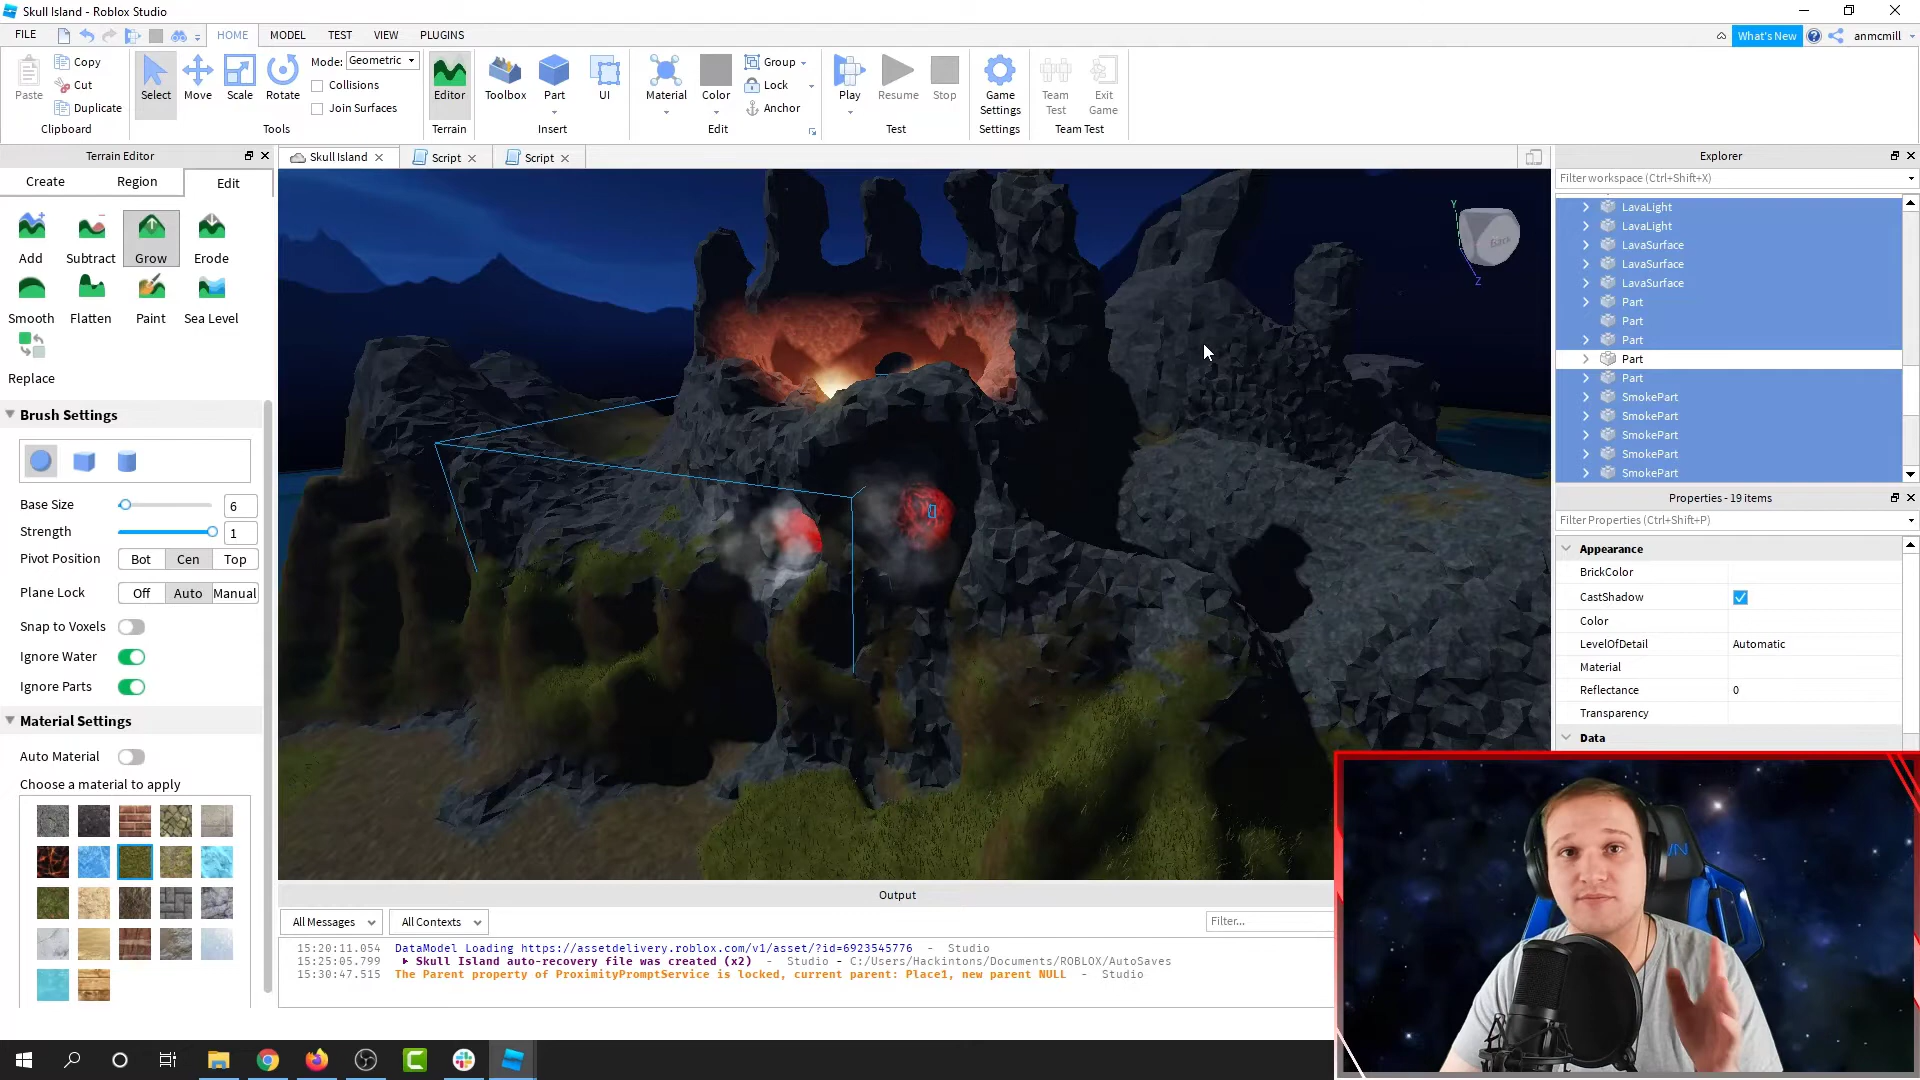 Skull Island - Roblox Studio
FILE HOME MODEL TEST VIEW PLUGINS What's New anmcmill
Paste Copy Cut Duplicate Clipboard
Select Move Scale Rotate Mode: Geometric Collisions Join Surfaces Tools
Editor Terrain
Toolbox Part UI Insert
Material Color Group Lock Anchor Edit
Play Resume Stop Test
Game Settings Settings
Team Test Exit Game Team Test
Terrain Editor
Create Region Edit
Add Subtract Grow Erode
Smooth Flatten Paint Sea Level
Replace
Brush Settings
Base Size 6
Strength 1
Pivot Position Bot Cen Top
Plane Lock Off Auto Manual
Snap to Voxels
Ignore Water
Ignore Parts
Material Settings
Auto Material
Choose a material to apply
Skull Island Script Script
Y
Back
Z
Output
All Messages All Contexts Filter...
15:20:11.054 DataModel Loading https://assetdelivery.roblox.com/v1/asset/?id=6923545776 - Studio
15:25:05.799 Skull Island auto-recovery file was created (x2) - Studio - C:/Users/Hackintons/Documents/ROBLOX/AutoSaves
15:30:47.515 The Parent property of ProximityPromptService is locked, current parent: Place1, new parent NULL - Studio
Explorer
Filter workspace (Ctrl+Shift+X)
LavaLight
LavaLight
LavaSurface
LavaSurface
LavaSurface
Part
Part
Part
Part
Part
SmokePart
SmokePart
SmokePart
SmokePart
SmokePart
Properties - 19 items
Filter Properties (Ctrl+Shift+P)
Appearance
BrickColor
CastShadow
Color
LevelOfDetail Automatic
Material
Reflectance 0
Transparency
Data